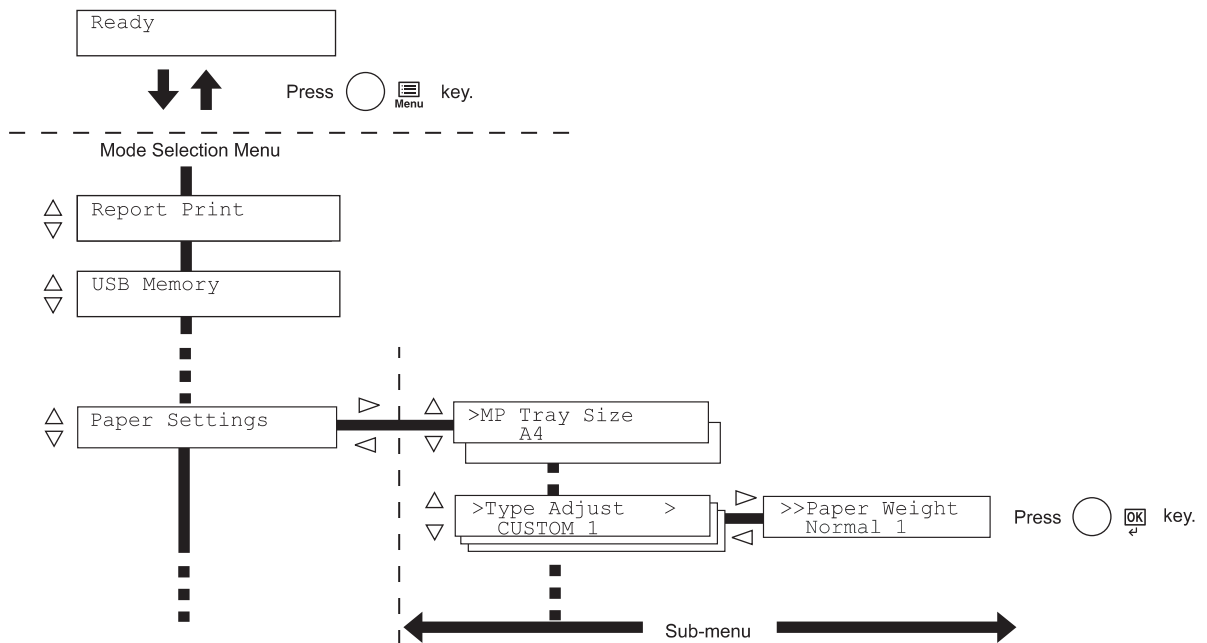 Ready
Press Menu key.
Mode Selection Menu
Report Print
USB Memory
Paper Settings
>MP Tray Size
A4
>Type Adjust >
CUSTOM 1
>>Paper Weight
Normal 1
Press OK key.
Sub-menu